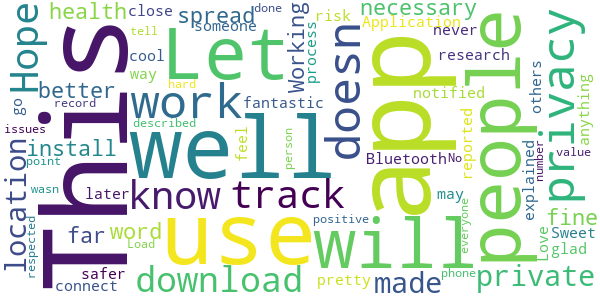 This
well
app
use
people
will
Let
work
privacy
doesn
track
know
download
private
Hope
location
made
install
far
word
necessary
spread
health
better
fine
Working
close
tell
someone
cool
way
go
record
hard
issues
described
point
wasn
respected
later
safer
connect
Load
feel
person
fantastic
process
risk
done
Application
never
research
notified
Bluetooth
No
reported
may
positive
pretty
phone
everyone
explained
others
number
anything
value
Sweet
Love
glad